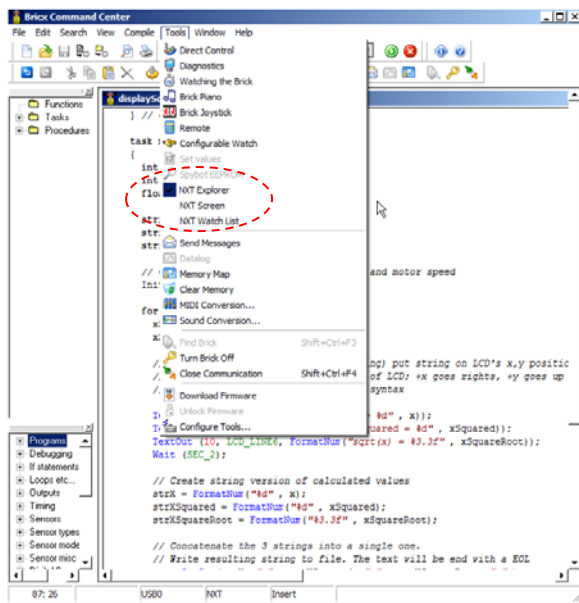 Bricx Command Center
File Edit Search View Compile Tools Window Help
Functions
Tasks
Procedures
Direct Control
Diagnostics
Watching the Brick
Brick Piano
Brick Joystick
Remote
Configurable Watch
Set values
Spybot EEPROM
NXT Explorer
NXT Screen
NXT Watch List
Send Messages
Datalog
Memory Map
Clear Memory
MIDI Conversion...
Sound Conversion...
Find Brick Shift+Ctrl+F3
Turn Brick Off
Close Communication Shift+Ctrl+F4
Download Firmware
Unlock Firmware
Configure Tools...
} //
task
{
int
int
// and motor speed
for
// ng) put string on LCD's x,y positic
// of LCD; +x goes rights, +y goes up
// syntax
%d" , x));
uared = %d" , xSquared));
TextOut (10, LCD_LINE6, FormatNum("sqrt(x) = %3.3f" , xSquareRoot));
Wait (SEC_2);
// Create string version of calculated values
strX = FormatNum("%d" , x);
strXSquared = FormatNum("%d" , xSquared);
strXSquareRoot = FormatNum("%3.3f" , xSquareRoot);
// Concatenate the 3 strings into a single one.
// Write resulting string to file. The text will be end with a EOL
Programs
Debugging
If statements
Loops etc...
Outputs
Timing
Sensors
Sensor types
Sensor mode
Sensor misc
87: 26 USB0 NXT Insert